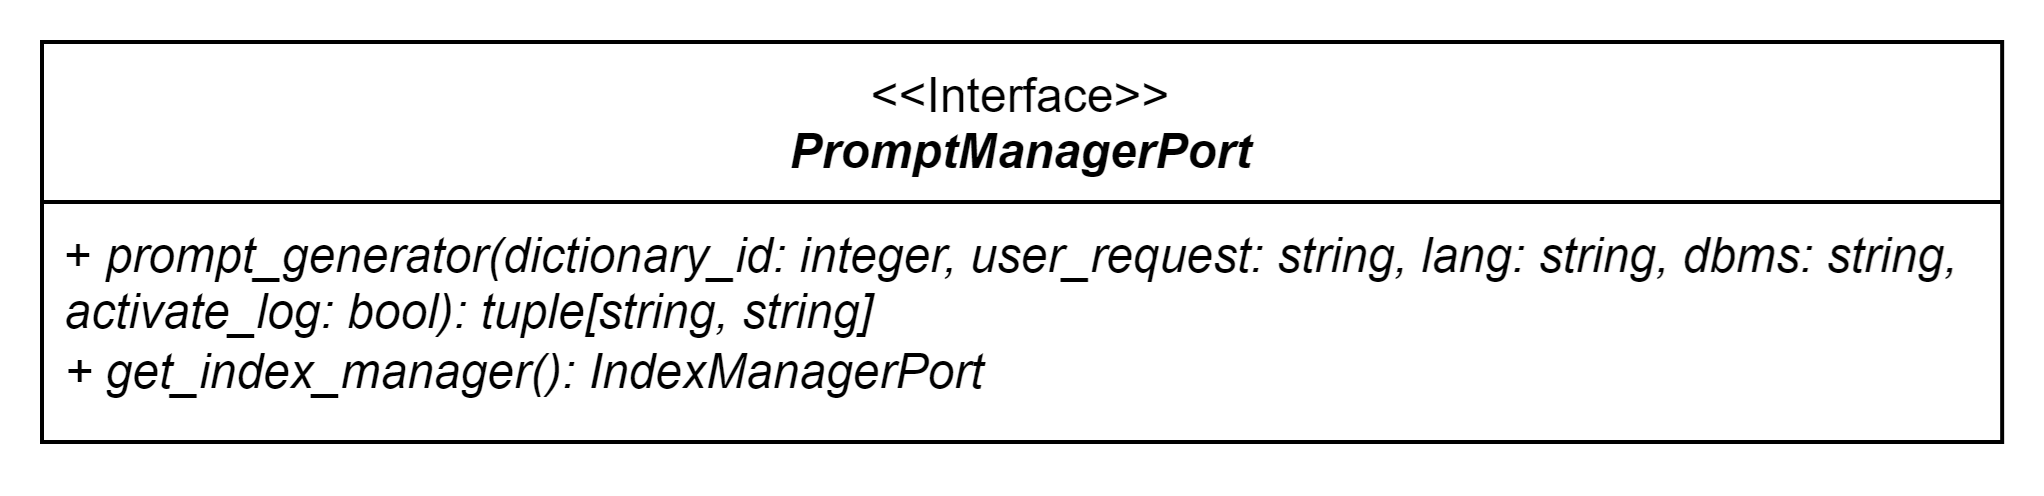 <<Interface>>
PromptManagerPort
+ prompt_generator(dictionary_id: integer, user_request: string, lang: string, dbms: string,
activate_log: bool): tuple[string, string]
+ get_index_manager(): IndexManagerPort